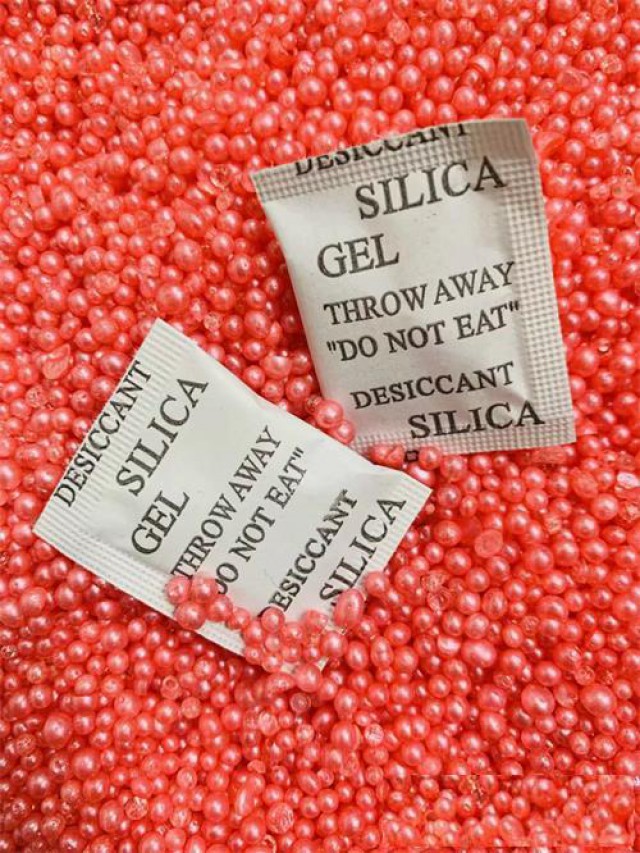 DESICCANT
SILICA
GEL
THROW AWAY
"DO NOT EAT"
DESICCANT
SILICA
DESICCANT
SILICA
GEL
THROW AWAY
DO NOT EAT"
ESICCANT
SILICA